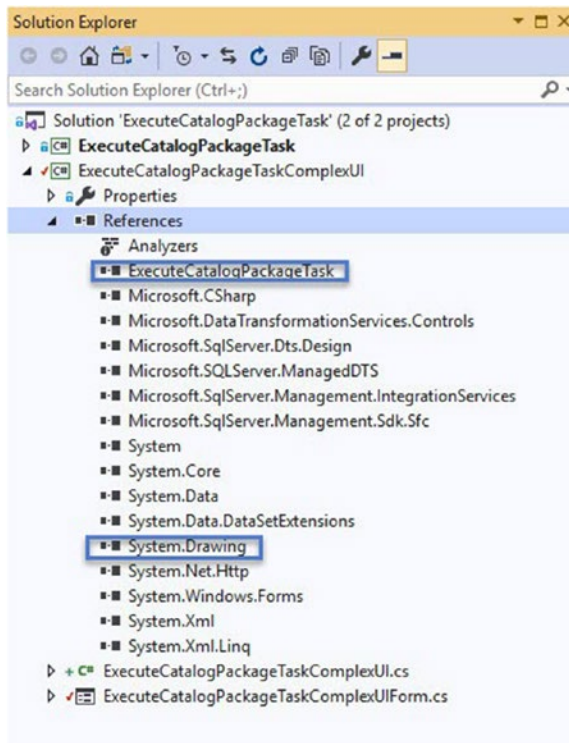 Solution Explorer
Search Solution Explorer (Ctrl+;)
Solution 'ExecuteCatalogPackageTask' (2 of 2 projects)
C# ExecuteCatalogPackageTask
C# ExecuteCatalogPackageTaskComplexUI
Properties
References
Analyzers
ExecuteCatalogPackageTask
Microsoft.CSharp
Microsoft.DataTransformationServices.Controls
Microsoft.SqlServer.Dts.Design
Microsoft.SQLServer.ManagedDTS
Microsoft.SqlServer.Management.IntegrationServices
Microsoft.SqlServer.Management.Sdk.Sfc
System
System.Core
System.Data
System.Data.DataSetExtensions
System.Drawing
System.Net.Http
System.Windows.Forms
System.Xml
System.Xml.Linq
+ C# ExecuteCatalogPackageTaskComplexUI.cs
ExecuteCatalogPackageTaskComplexUIForm.cs